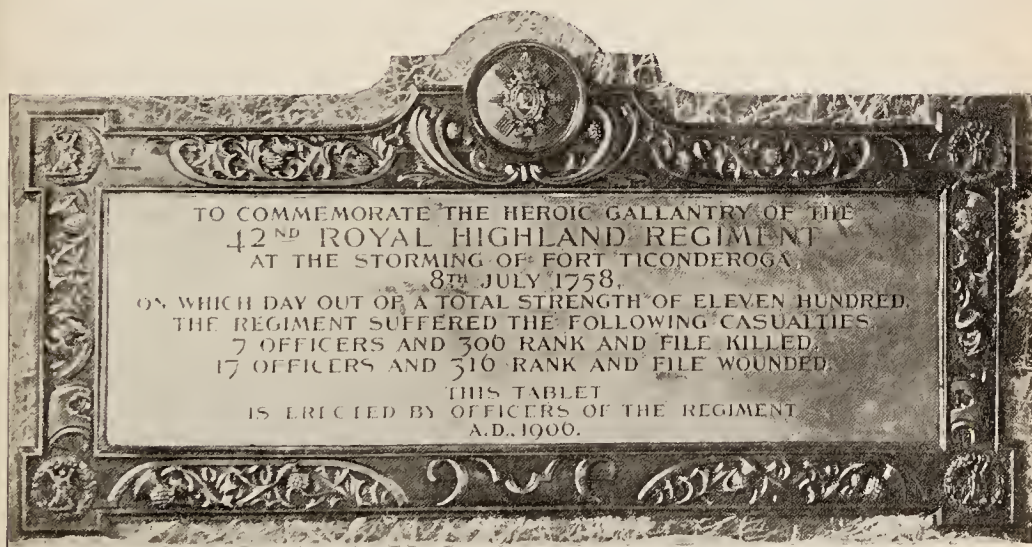 TO COMMEMORATE THE HEROIC GALLANTRY OF THE
42ND ROYAL HIGHLAND REGIMENT
AT THE STORMING OF FORT TICONDEROGA,
8TH JULY 1758,
ON WHICH DAY OUT OF A TOTAL STRENGTH OF ELEVEN HUNDRED,
THE REGIMENT SUFFERED THE FOLLOWING CASUALTIES
7 OFFICERS AND 306 RANK AND FILE KILLED,
17 OFFICERS AND 316 RANK AND FILE WOUNDED.
THIS TABLET
IS ERECTED BY OFFICERS OF THE REGIMENT
A.D., 1906.